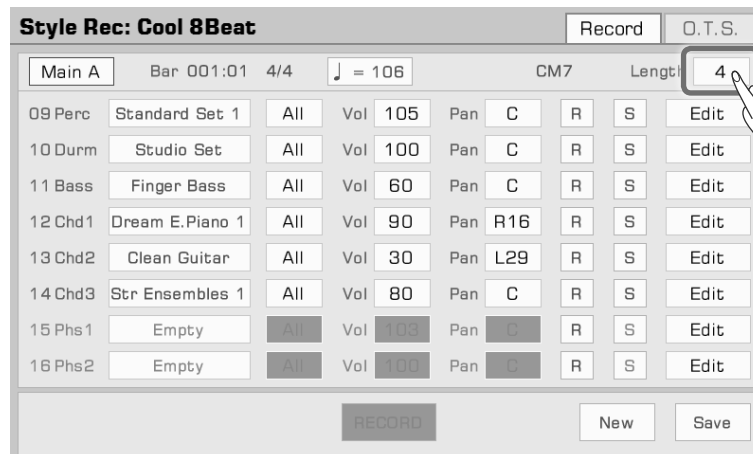 Style Rec: Cool 8Beat Record O.T.S.
Main A Bar 001:01 4/4 ♩ = 106 CM7 Length 4
09 Perc Standard Set 1 All Vol 105 Pan C R S Edit
10 Durm Studio Set All Vol 100 Pan C R S Edit
11 Bass Finger Bass All Vol 60 Pan C R S Edit
12 Chd1 Dream E.Piano 1 All Vol 90 Pan R16 R S Edit
13 Chd2 Clean Guitar All Vol 30 Pan L29 R S Edit
14 Chd3 Str Ensembles 1 All Vol 80 Pan C R S Edit
15 Phs1 Empty All Vol 103 Pan C R S Edit
16 Phs2 Empty All Vol 100 Pan C R S Edit
RECORD New Save